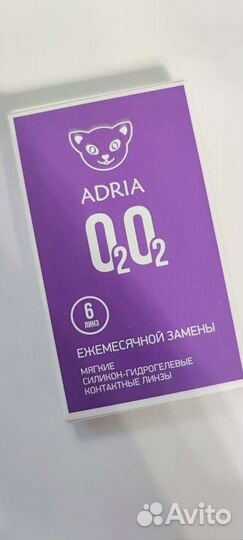 ADRIA
O2O2
6
ЛИНЗ
ЕЖЕМЕСЯЧНОЙ ЗАМЕНЫ
МЯГКИЕ
СИЛИКОН-ГИДРОГЕЛЕВЫЕ
КОНТАКТНЫЕ ЛИНЗЫ
Avito